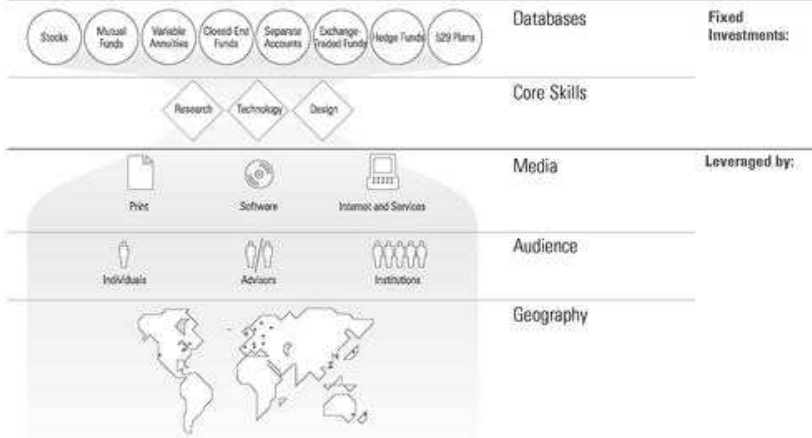 Stocks
Mutual
Funds
Variable
Annuities
Closed-End
Funds
Separate
Accounts
Exchange-
Traded Funds
Hedge Funds
529 Plans
Databases
Fixed
Investments:
Research
Technology
Design
Core Skills
Print
Software
Internet and Services
Media
Leveraged by:
Individuals
Advisors
Institutions
Audience
Geography